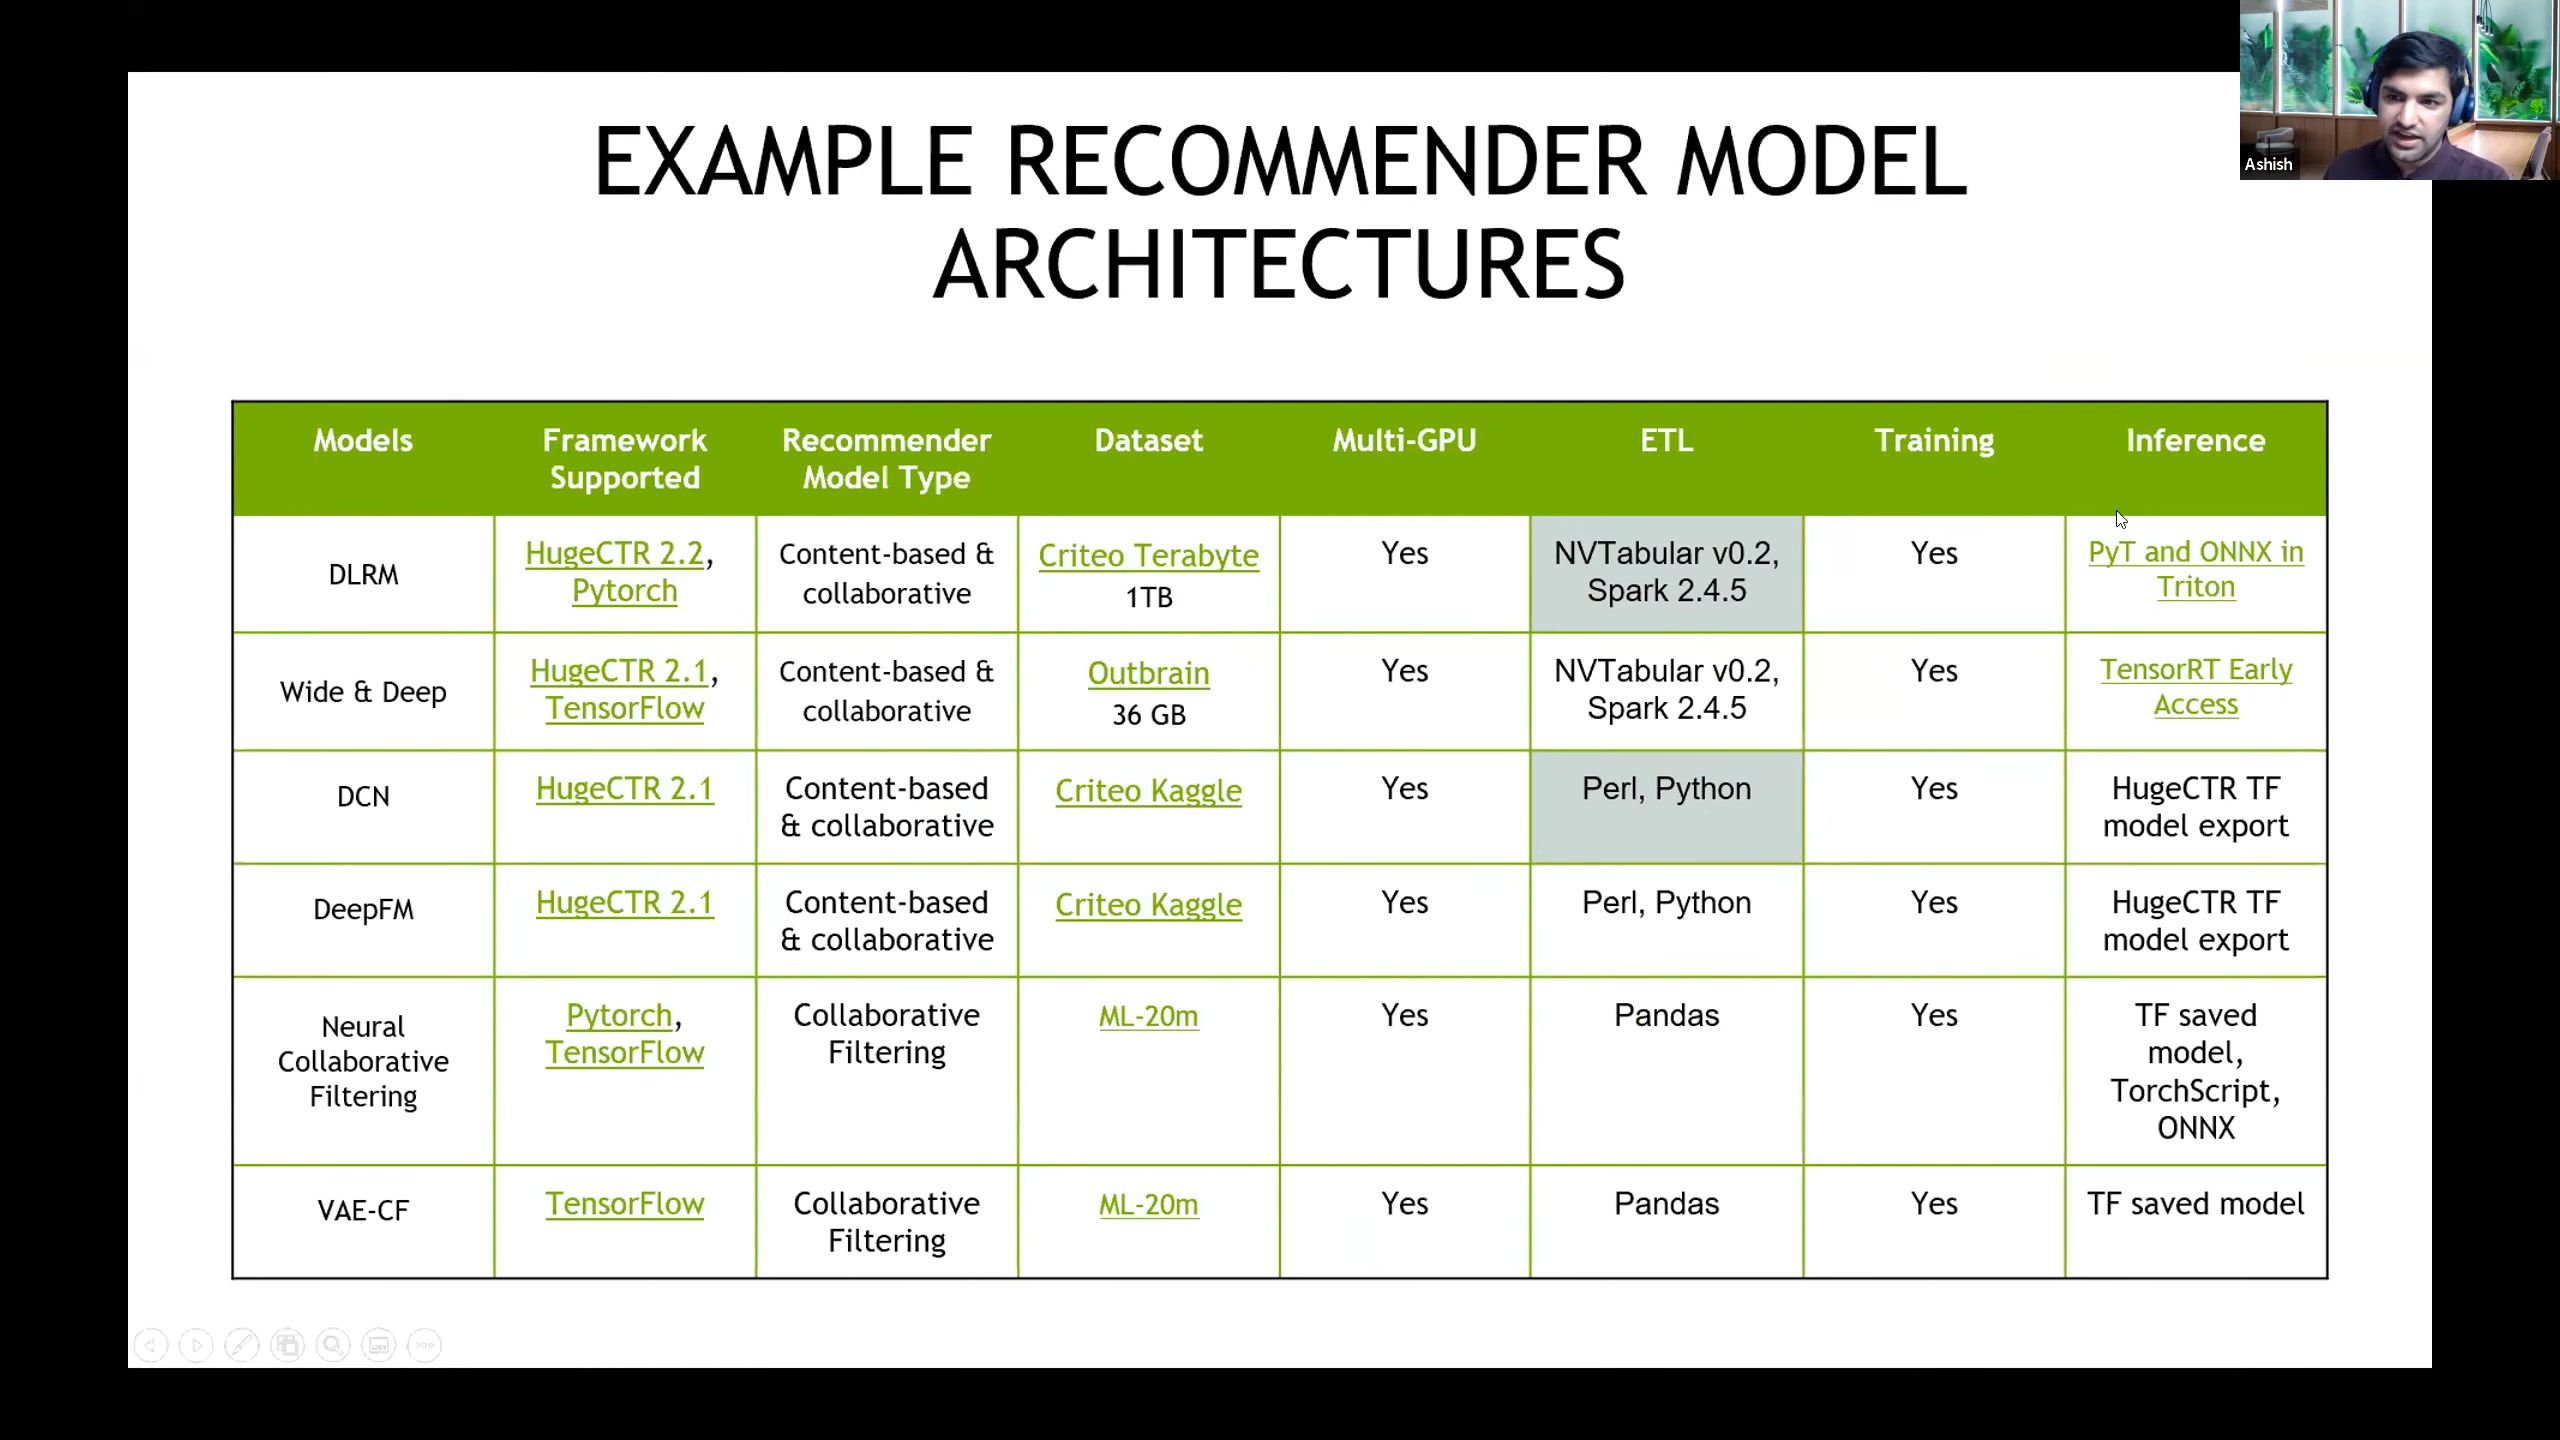 Ashish
EXAMPLE RECOMMENDER MODEL
ARCHITECTURES
Models
Framework
Supported
Recommender
Model Type
Dataset
Multi-GPU
ETL
Training
Inference
DLRM
HugeCTR 2.2,
Pytorch
Content-based &
collaborative
Criteo Terabyte
1TB
Yes
NVTabular v0.2,
Spark 2.4.5
Yes
PyT and ONNX in
Triton
Wide & Deep
HugeCTR 2.1,
TensorFlow
Content-based &
collaborative
Outbrain
36 GB
Yes
NVTabular v0.2,
Spark 2.4.5
Yes
TensorRT Early
Access
DCN
HugeCTR 2.1
Content-based
& collaborative
Criteo Kaggle
Yes
Perl, Python
Yes
HugeCTR TF
model export
DeepFM
HugeCTR 2.1
Content-based
& collaborative
Criteo Kaggle
Yes
Perl, Python
Yes
HugeCTR TF
model export
Neural
Collaborative
Filtering
Pytorch,
TensorFlow
Collaborative
Filtering
ML-20m
Yes
Pandas
Yes
TF saved
model,
TorchScript,
ONNX
VAE-CF
TensorFlow
Collaborative
Filtering
ML-20m
Yes
Pandas
Yes
TF saved model